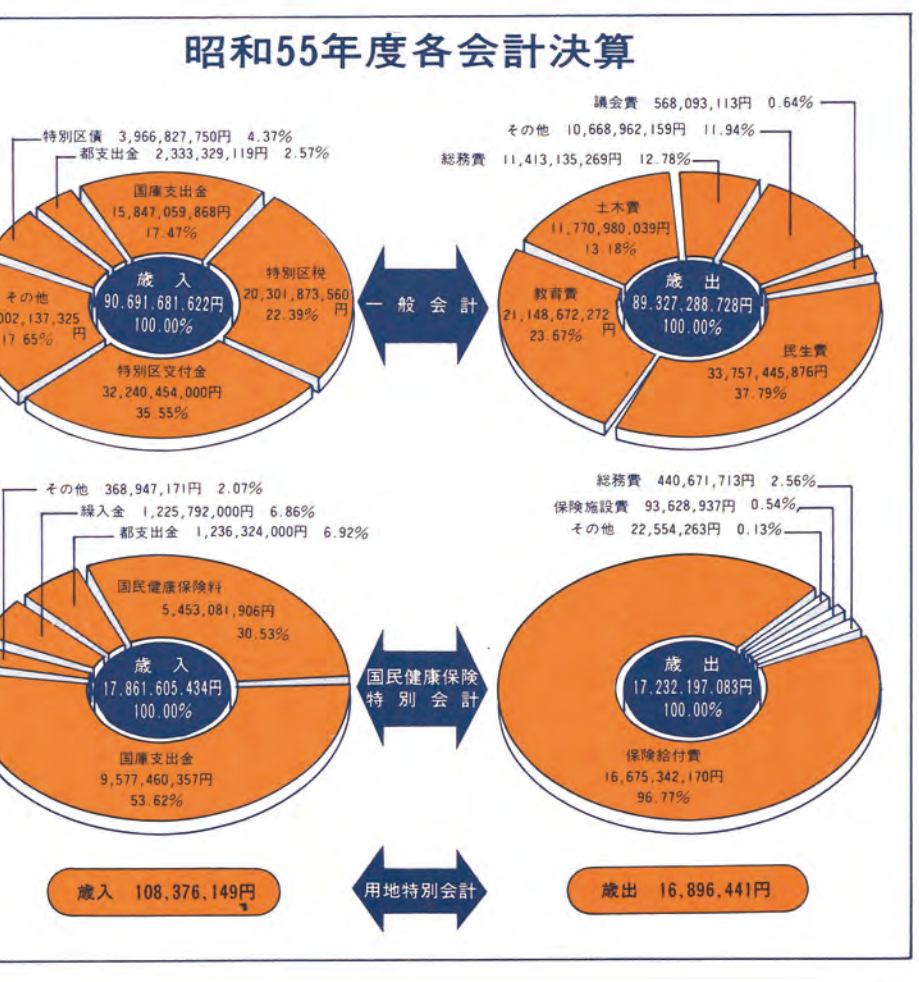 昭和55年度各会計決算
特別区債 3,966,827,750円 4.37%
都支出金 2,333,329,119円 2.57%
国庫支出金
15,847,059,868円
17.47%
特別区税
20,301,873,560
円
22.39%
その他
002,137,325
円
17.65%
特別区交付金
32,240,454,000円
35.55%
歳入
90.691.681.622円
100.00%
一般会計
議会費 568,093,113円 0.64%
その他 10,668,962,159円 11.94%
総務費 11,413,135,269円 12.78%
土木費
11,770,980,039円
13.18%
教育費
21,148,672,272
円
23.67%
民生費
33,757,445,876円
37.79%
歳出
89.327.288.728円
100.00%
その他 368,947,171円 2.07%
繰入金 1,225,792,000円 6.86%
都支出金 1,236,324,000円 6.92%
国民健康保険料
5,453,081,906円
30.53%
歳入
17.861.605.434円
100.00%
国庫支出金
9,577,460,357円
53.62%
国民健康保険
特別会計
総務費 440,671,713円 2.56%
保険施設費 93,628,937円 0.54%
その他 22,554,263円 0.13%
歳出
17.232.197.083円
100.00%
保険給付費
16,675,342,170円
96.77%
歳入 108,376,149円
用地特別会計
歳出 16,896,441円